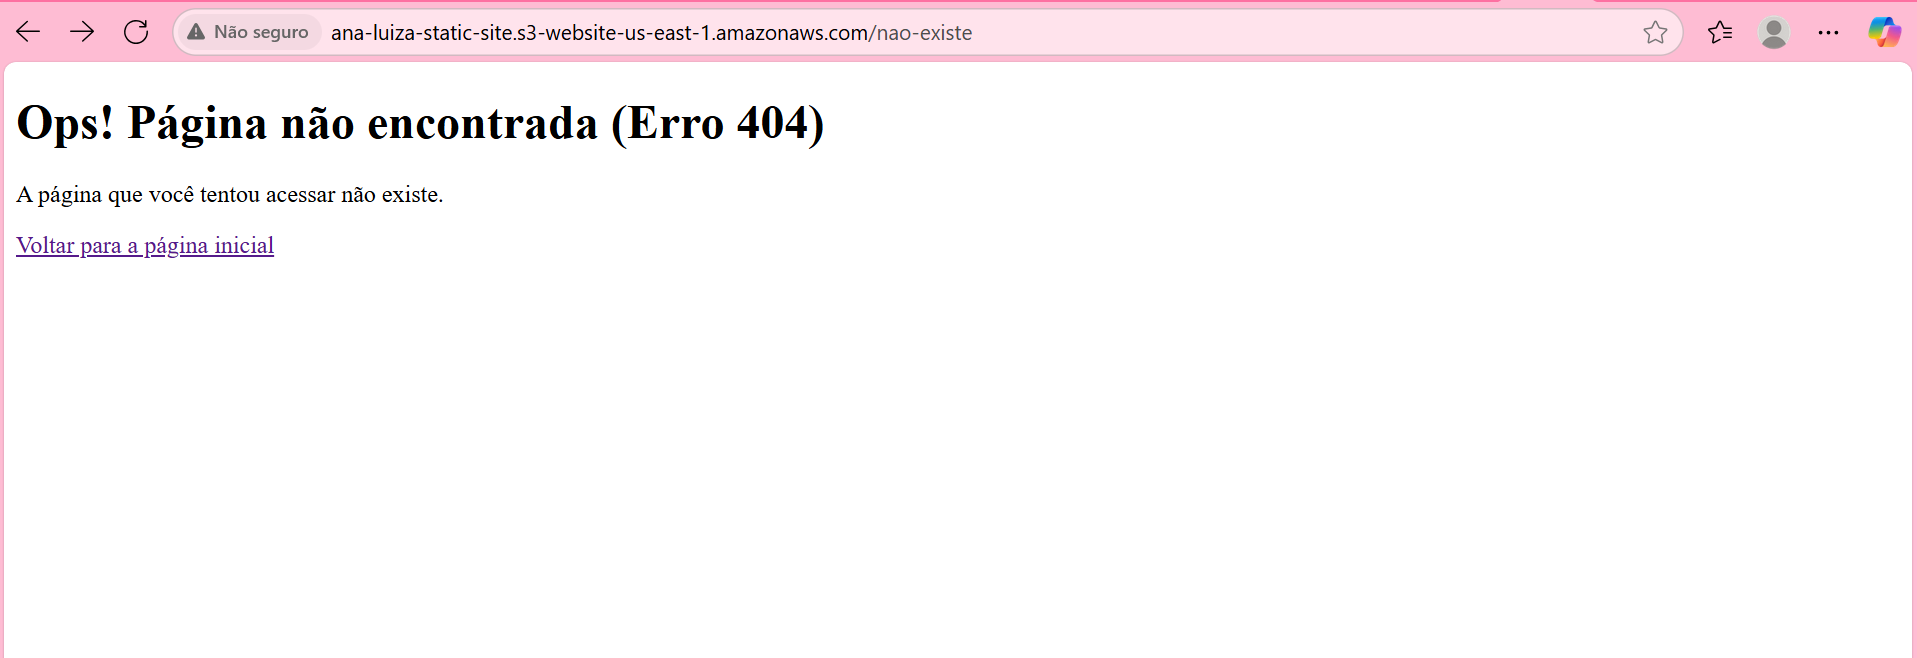 Não seguro
ana-luiza-static-site.s3-website-us-east-1.amazonaws.com/nao-existe
Ops! Página não encontrada (Erro 404)
A página que você tentou acessar não existe.
Voltar para a página inicial